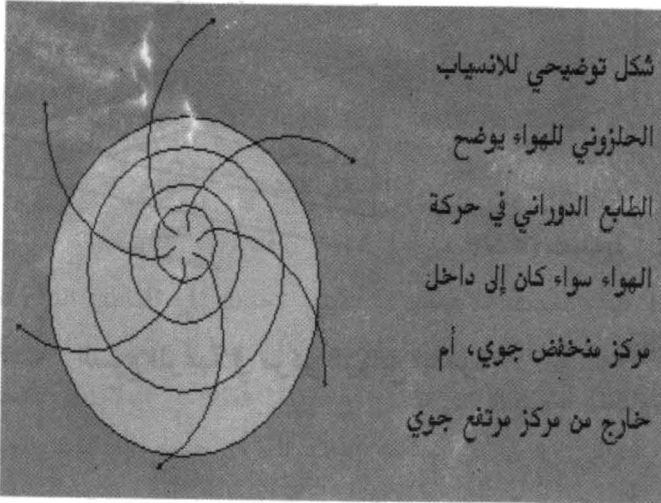 شكل توضيحي للانسياب
الحلزوني للهواء يوضح
الطابع الدوراني في حركة
الهواء سواء كان إلى داخل
مركز منخفض جوي، أم
خارج من مركز مرتفع جوي